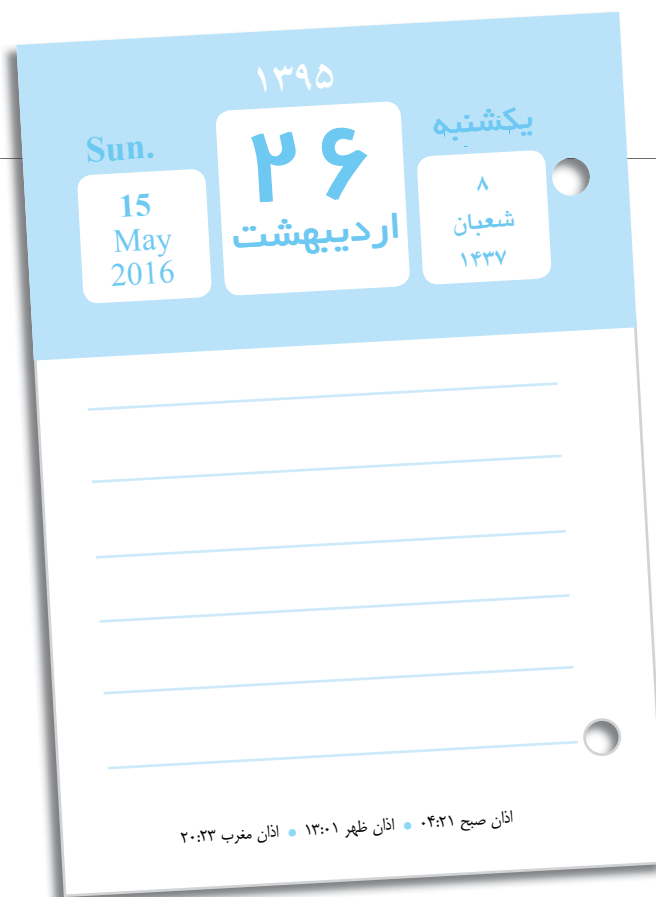 ۱۳۹۵
یکشنبه
۸
شعبان
۱۴۳۷
۲۶
اردیبهشت
Sun.
15
May
2016
اذان صبح ۰۴:۲۱ • اذان ظهر ۱۳:۰۱ • اذان مغرب ۲۰:۲۳